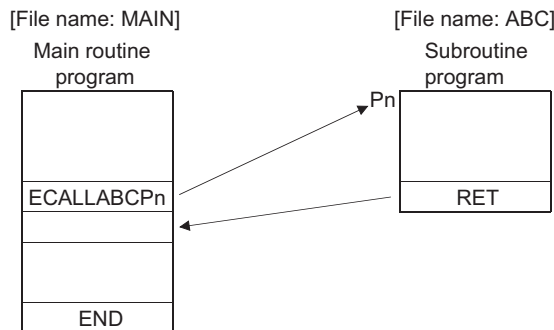 [File name: MAIN]
Main routine
program
ECALLABCPn
END
[File name: ABC]
Subroutine
program
Pn
RET